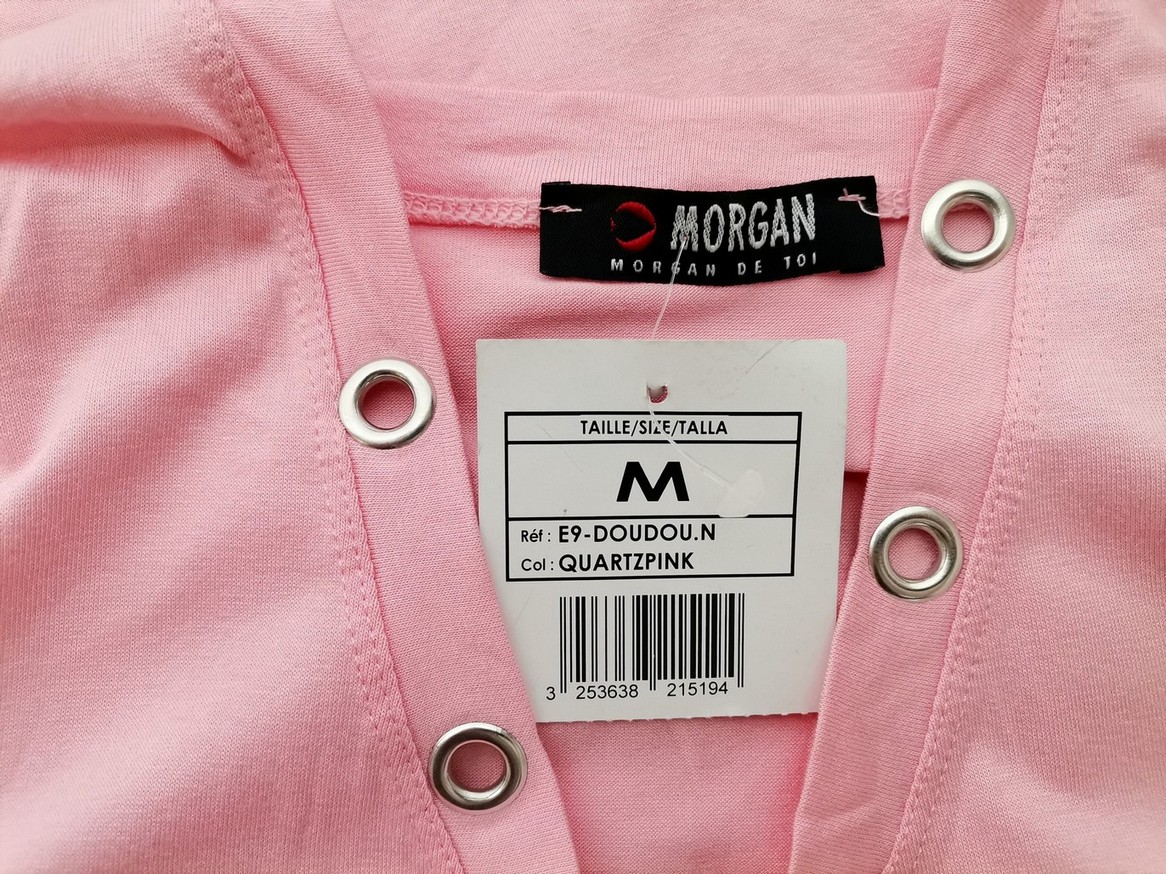 MORGAN
MORGAN DE TOI
TAILLE/SIZE/TALLA
M
Réf : E9-DOUDOU.N
Col : QUARTZPINK
3 253638 215194